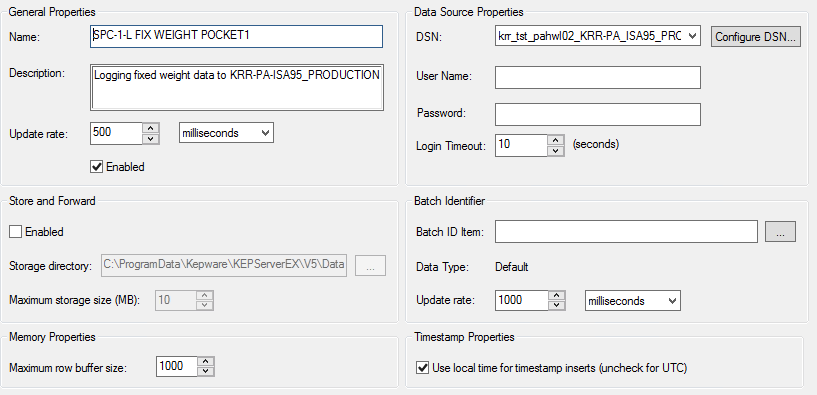 General Properties
Name: SPC-1-L FIX WEIGHT POCKET1
Description: Logging fixed weight data to KRR-PA-ISA95_PRODUCTION
Update rate: 500 milliseconds
Enabled
Data Source Properties
DSN: krr_tst_pahwl02_KRR-PA_ISA95_PRC Configure DSN...
User Name:
Password:
Login Timeout: 10 (seconds)
Store and Forward
Enabled
Storage directory: C:\ProgramData\Kepware\KEPServerEX\V5\Data ...
Maximum storage size (MB): 10
Batch Identifier
Batch ID Item: ...
Data Type: Default
Update rate: 1000 milliseconds
Memory Properties
Maximum row buffer size: 1000
Timestamp Properties
Use local time for timestamp inserts (uncheck for UTC)